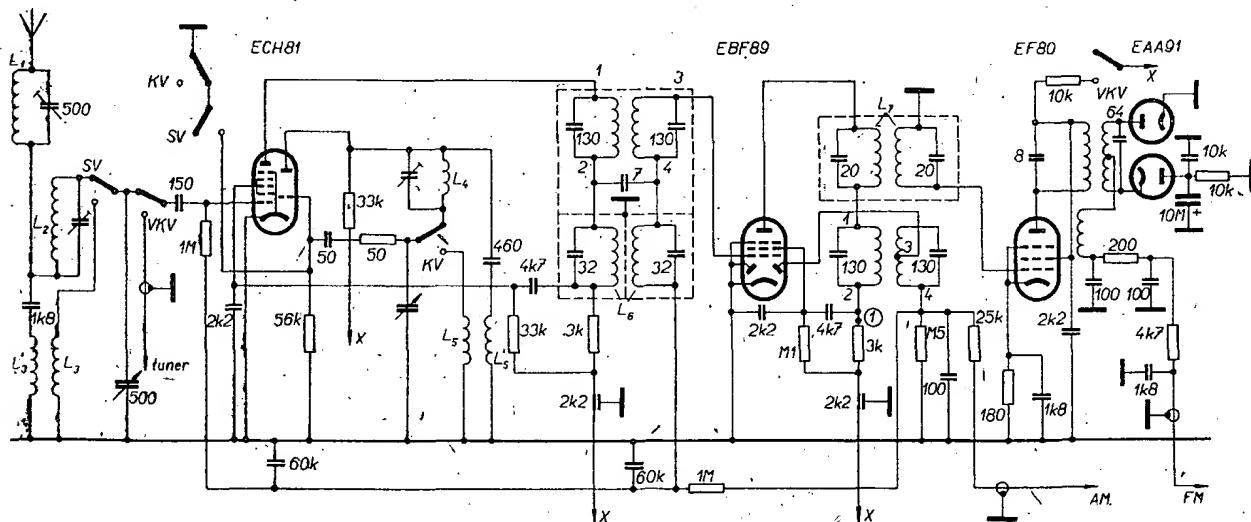 ECH81
EBF89
EF80
EAA91
L1
500
KV
SV
SV
150
VKV
L2
1M
1k8
L'3
L3
tuner
500
2k2
56k
60k
33k
X
50
50
L4
KV
460
L5
L'5
4k7
33k
1
3
130
130
2
4
7
32
32
L6
3k
2k2
X
60k
1M
2k2
M1
4k7
L7
20
20
1
3
130
130
2
4
1
3k
2k2
X
M5
100
25k
AM.
10k
VKV
X
8
64
10k
10k
10M
+
200
100
100
180
1k8
2k2
4k7
1k8
FM